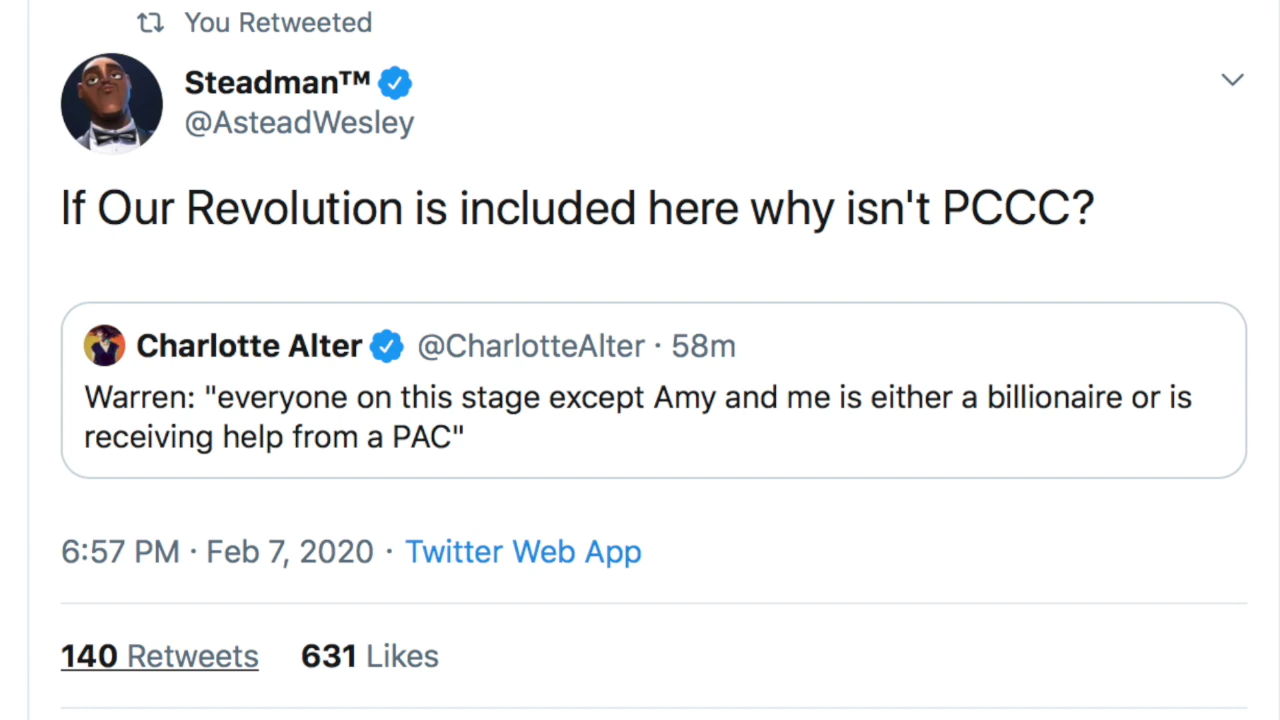 You Retweeted
Steadman™
@AsteadWesley
If Our Revolution is included here why isn't PCCC?
Charlotte Alter @CharlotteAlter · 58m
Warren: "everyone on this stage except Amy and me is either a billionaire or is
receiving help from a PAC"
6:57 PM · Feb 7, 2020 · Twitter Web App
140 Retweets 631 Likes